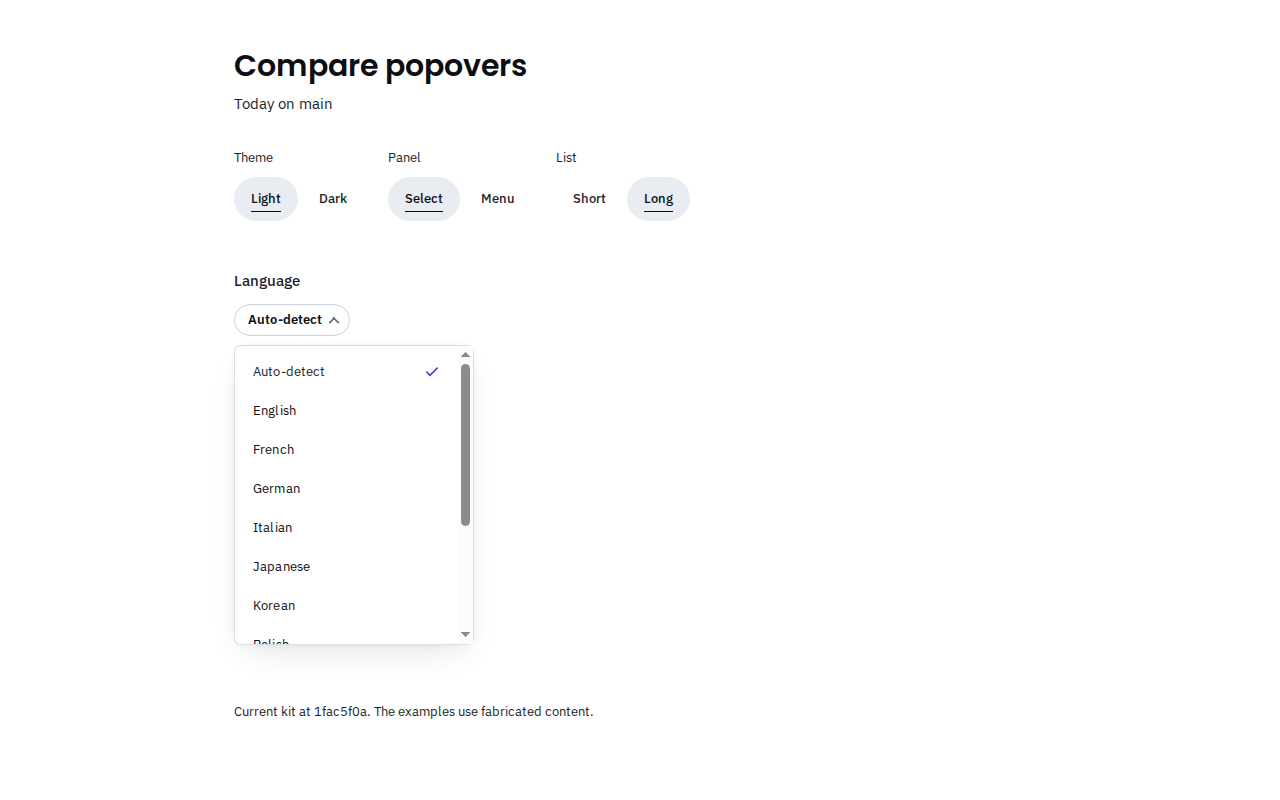 Compare popovers
Today on main
Theme
Panel
List
Light
Dark
Select
Menu
Short
Long
Language
Auto-detect
Auto-detect
English
French
German
Italian
Japanese
Korean
Polish
Current kit at 1fac5f0a. The examples use fabricated content.